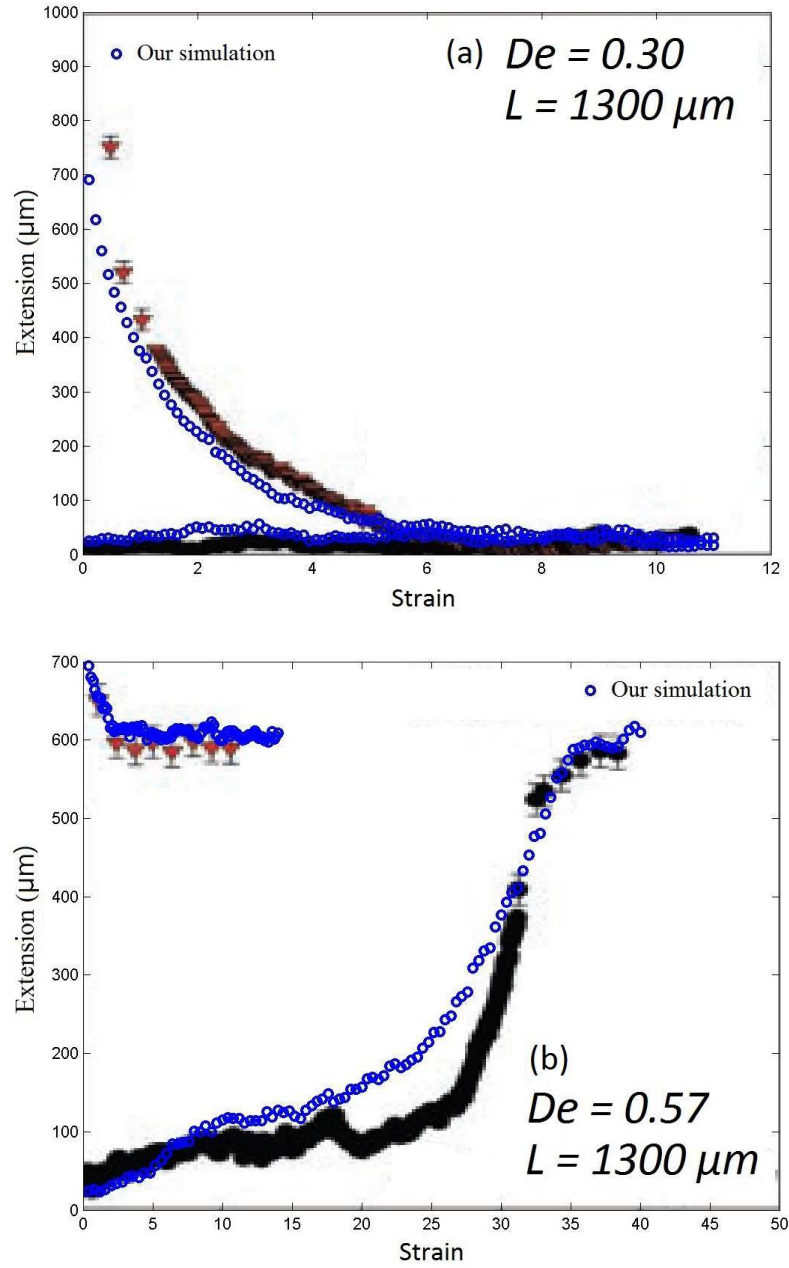 1000
900
800
700
600
500
400
300
200
100
0
Extension (μm)
Our simulation
(a) De = 0.30
L = 1300 μm
0 2 4 6 8 10 12
Strain
700
600
500
400
300
200
100
0
Extension (μm)
Our simulation
(b)
De = 0.57
L = 1300 μm
0 5 10 15 20 25 30 35 40 45 50
Strain